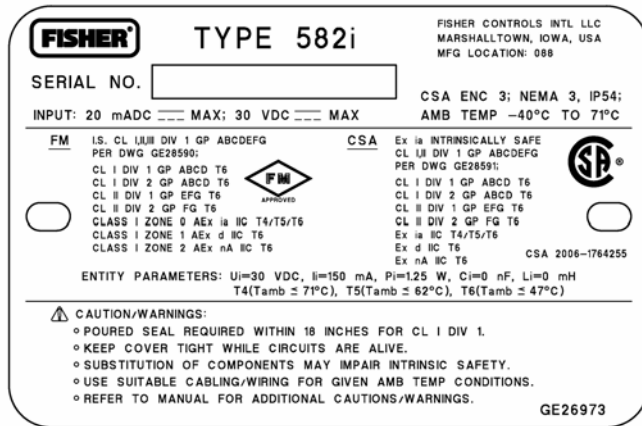 FISHER®
TYPE 582i
FISHER CONTROLS INTL LLC
MARSHALLTOWN, IOWA, USA
MFG LOCATION: 088
SERIAL NO.
INPUT: 20 mADC ⎓ MAX; 30 VDC ⎓ MAX
CSA ENC 3; NEMA 3, IP54;
AMB TEMP -40°C TO 71°C
FM
I.S. CL I,II,III DIV 1 GP ABCDEFG
PER DWG GE28590;
CL I DIV 1 GP ABCD T6
CL I DIV 2 GP ABCD T6
CL II DIV 1 GP EFG T6
CL II DIV 2 GP FG T6
CLASS I ZONE 0 AEx ia IIC T4/T5/T6
CLASS I ZONE 1 AEx d IIC T6
CLASS I ZONE 2 AEx nA IIC T6
FM
APPROVED
CSA
Ex ia INTRINSICALLY SAFE
CL I,II DIV 1 GP ABCDEFG
PER DWG GE28591;
CL I DIV 1 GP ABCD T6
CL I DIV 2 GP ABCD T6
CL II DIV 1 GP EFG T6
CL II DIV 2 GP FG T6
Ex ia IIC T4/T5/T6
Ex d IIC T6
Ex nA IIC T6
SA®
CSA 2006-1764255
ENTITY PARAMETERS: Ui=30 VDC, Ii=150 mA, Pi=1.25 W, Ci=0 nF, Li=0 mH
T4(Tamb ≤ 71°C), T5(Tamb ≤ 62°C), T6(Tamb ≤ 47°C)
⚠ CAUTION/WARNINGS:
° POURED SEAL REQUIRED WITHIN 18 INCHES FOR CL I DIV 1.
° KEEP COVER TIGHT WHILE CIRCUITS ARE ALIVE.
° SUBSTITUTION OF COMPONENTS MAY IMPAIR INTRINSIC SAFETY.
° USE SUITABLE CABLING/WIRING FOR GIVEN AMB TEMP CONDITIONS.
° REFER TO MANUAL FOR ADDITIONAL CAUTIONS/WARNINGS.
GE26973